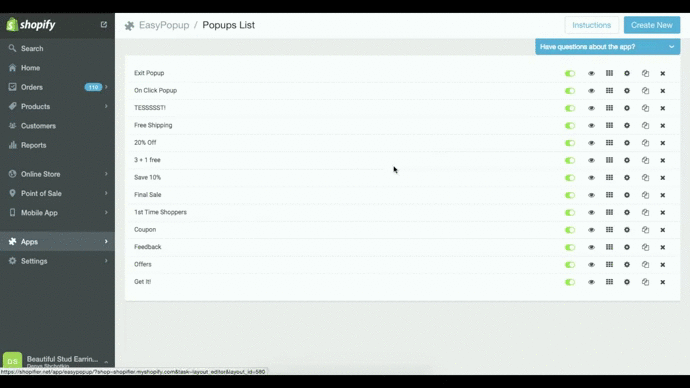 shopify
EasyPopup / Popups List
Instuctions
Create New
Have questions about the app?
Search
Home
Orders 110
Products
Customers
Reports
Online Store
Point of Sale
Mobile App
Apps
Settings
Exit Popup
On Click Popup
TESSSSST!
Free Shipping
20% Off
3 + 1 free
Save 10%
Final Sale
1st Time Shoppers
Coupon
Feedback
Offers
Get It!
DS
Beautiful Stud Earrin...
https://shopifier.net/app/easypopup/?shop=shopifier.myshopify.com&task=layout_editor&layout_id=580